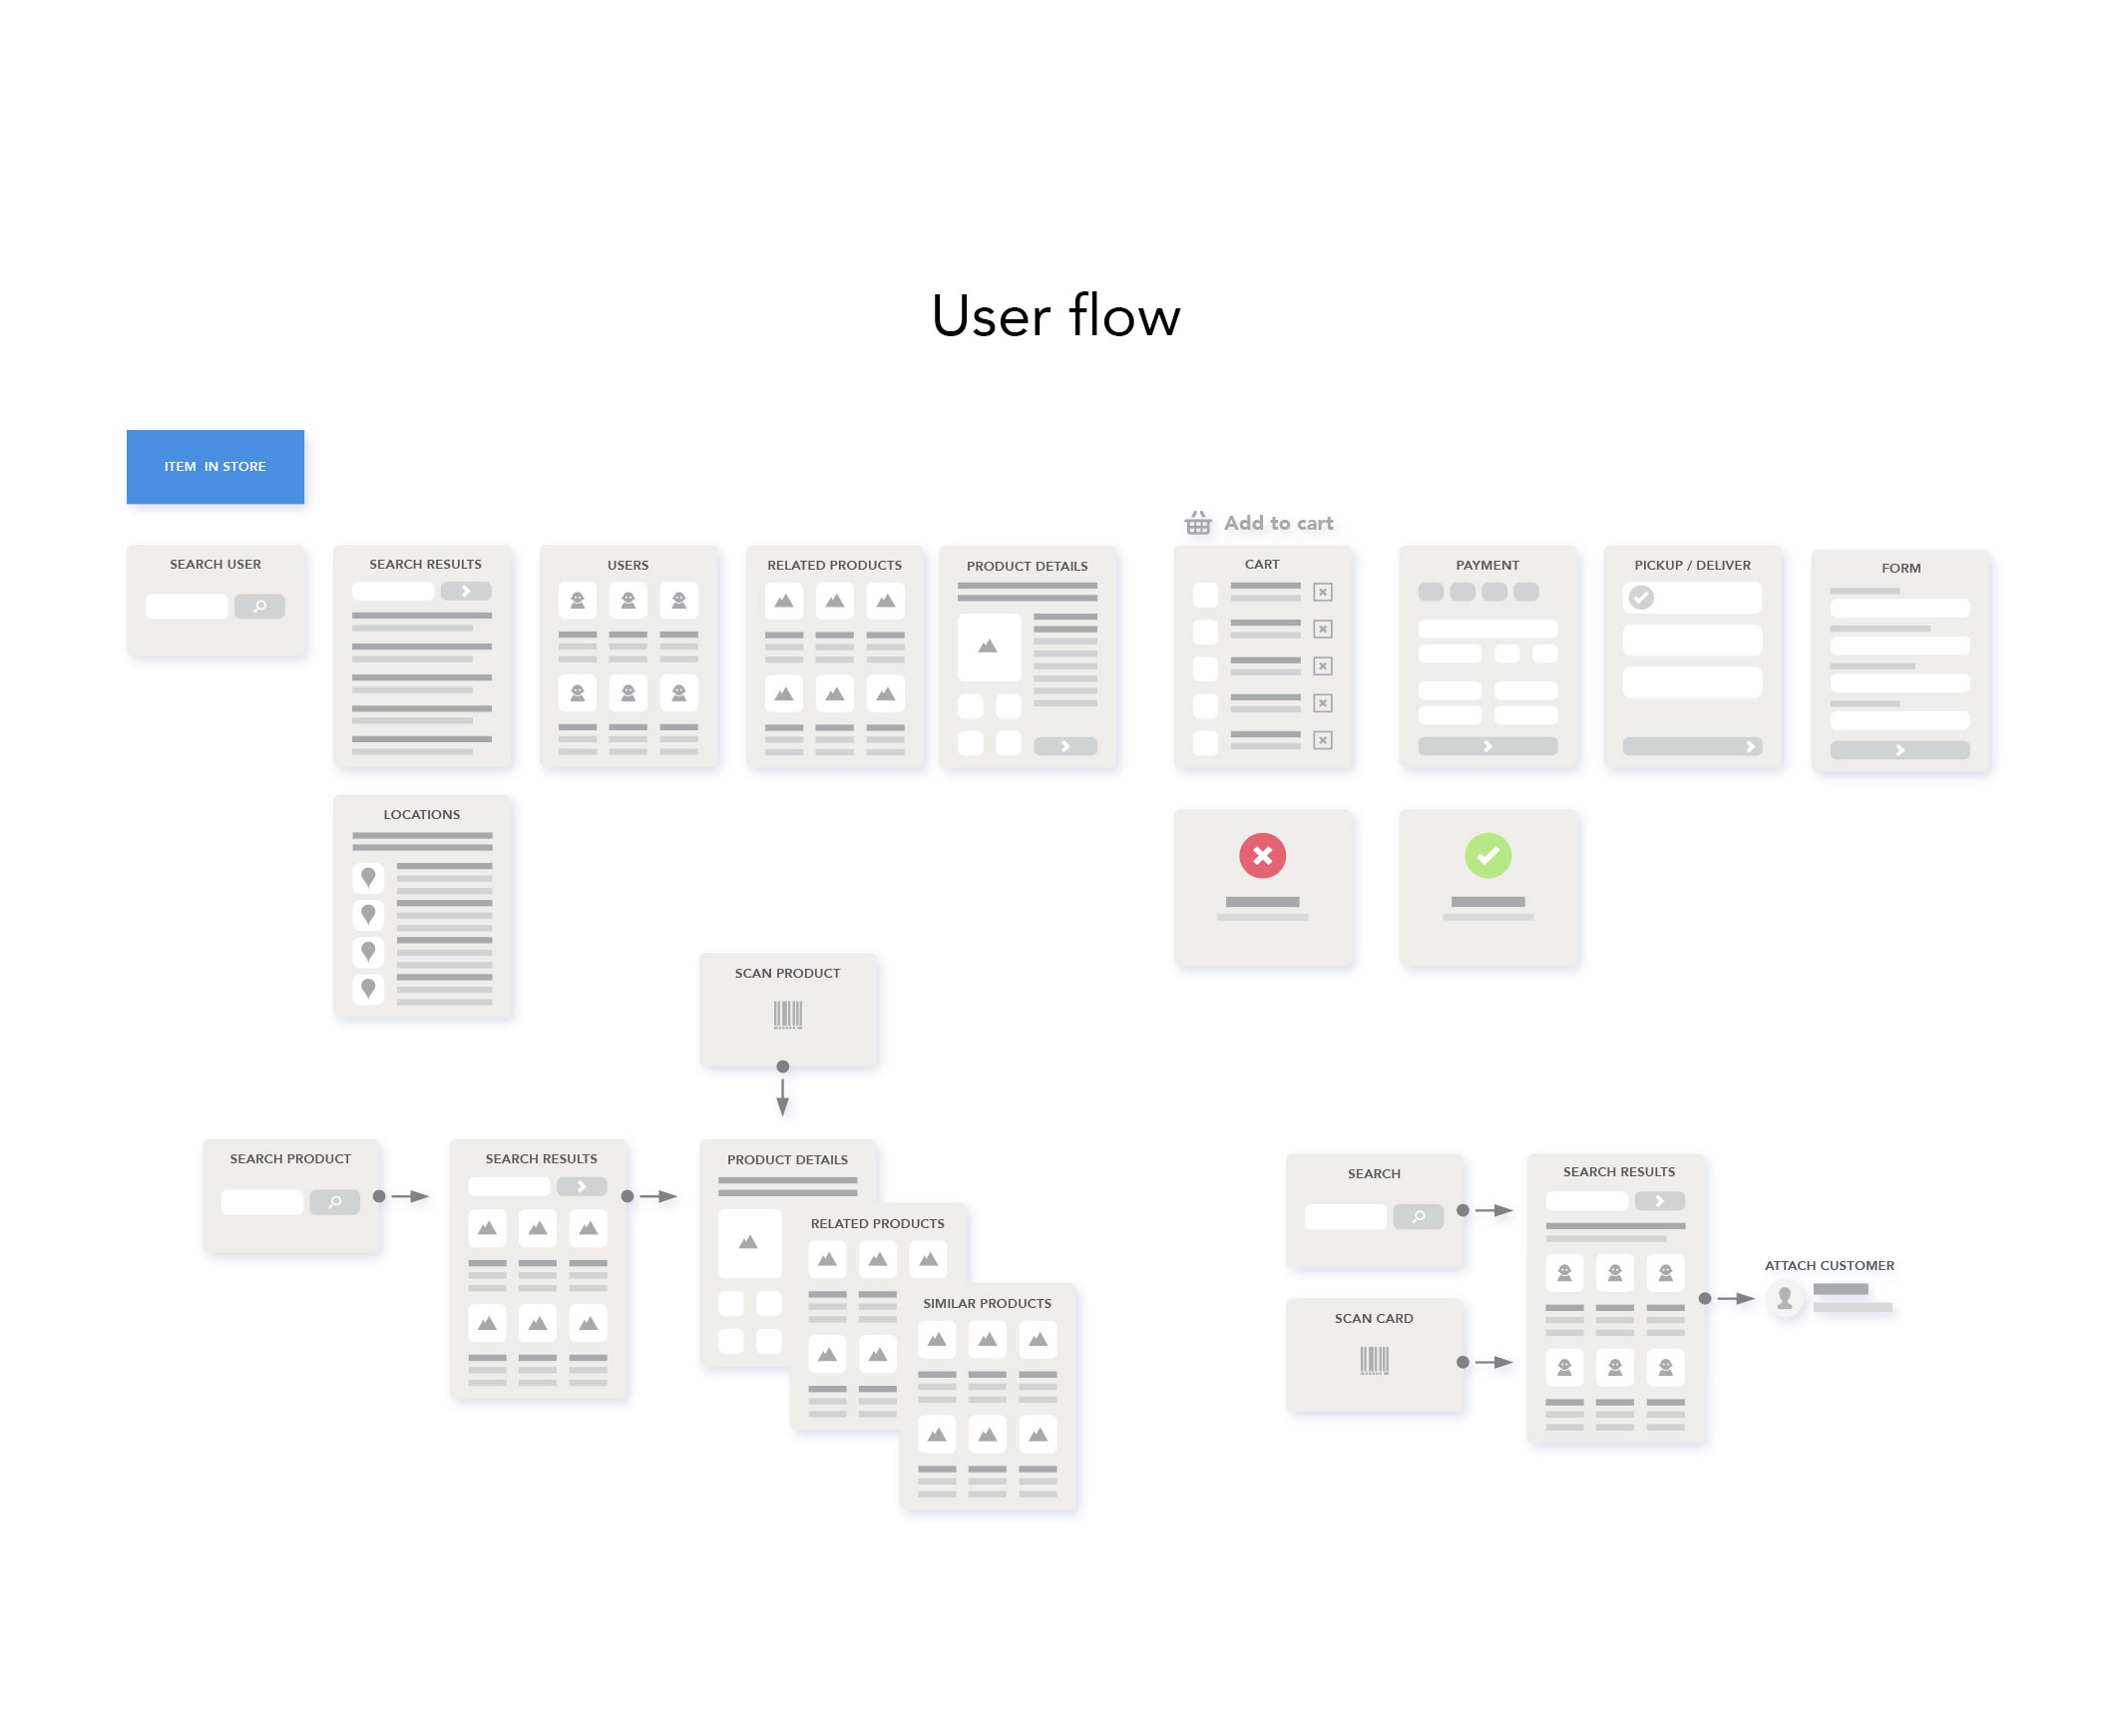 User flow
ITEM  IN STORE
Add to cart
SEARCH USER
SEARCH RESULTS
USERS
RELATED PRODUCTS
PRODUCT DETAILS
CART
PAYMENT
PICKUP / DELIVER
FORM
LOCATIONS
SCAN PRODUCT
SEARCH PRODUCT
SEARCH RESULTS
PRODUCT DETAILS
RELATED PRODUCTS
SIMILAR PRODUCTS
SEARCH
SEARCH RESULTS
ATTACH CUSTOMER
SCAN CARD